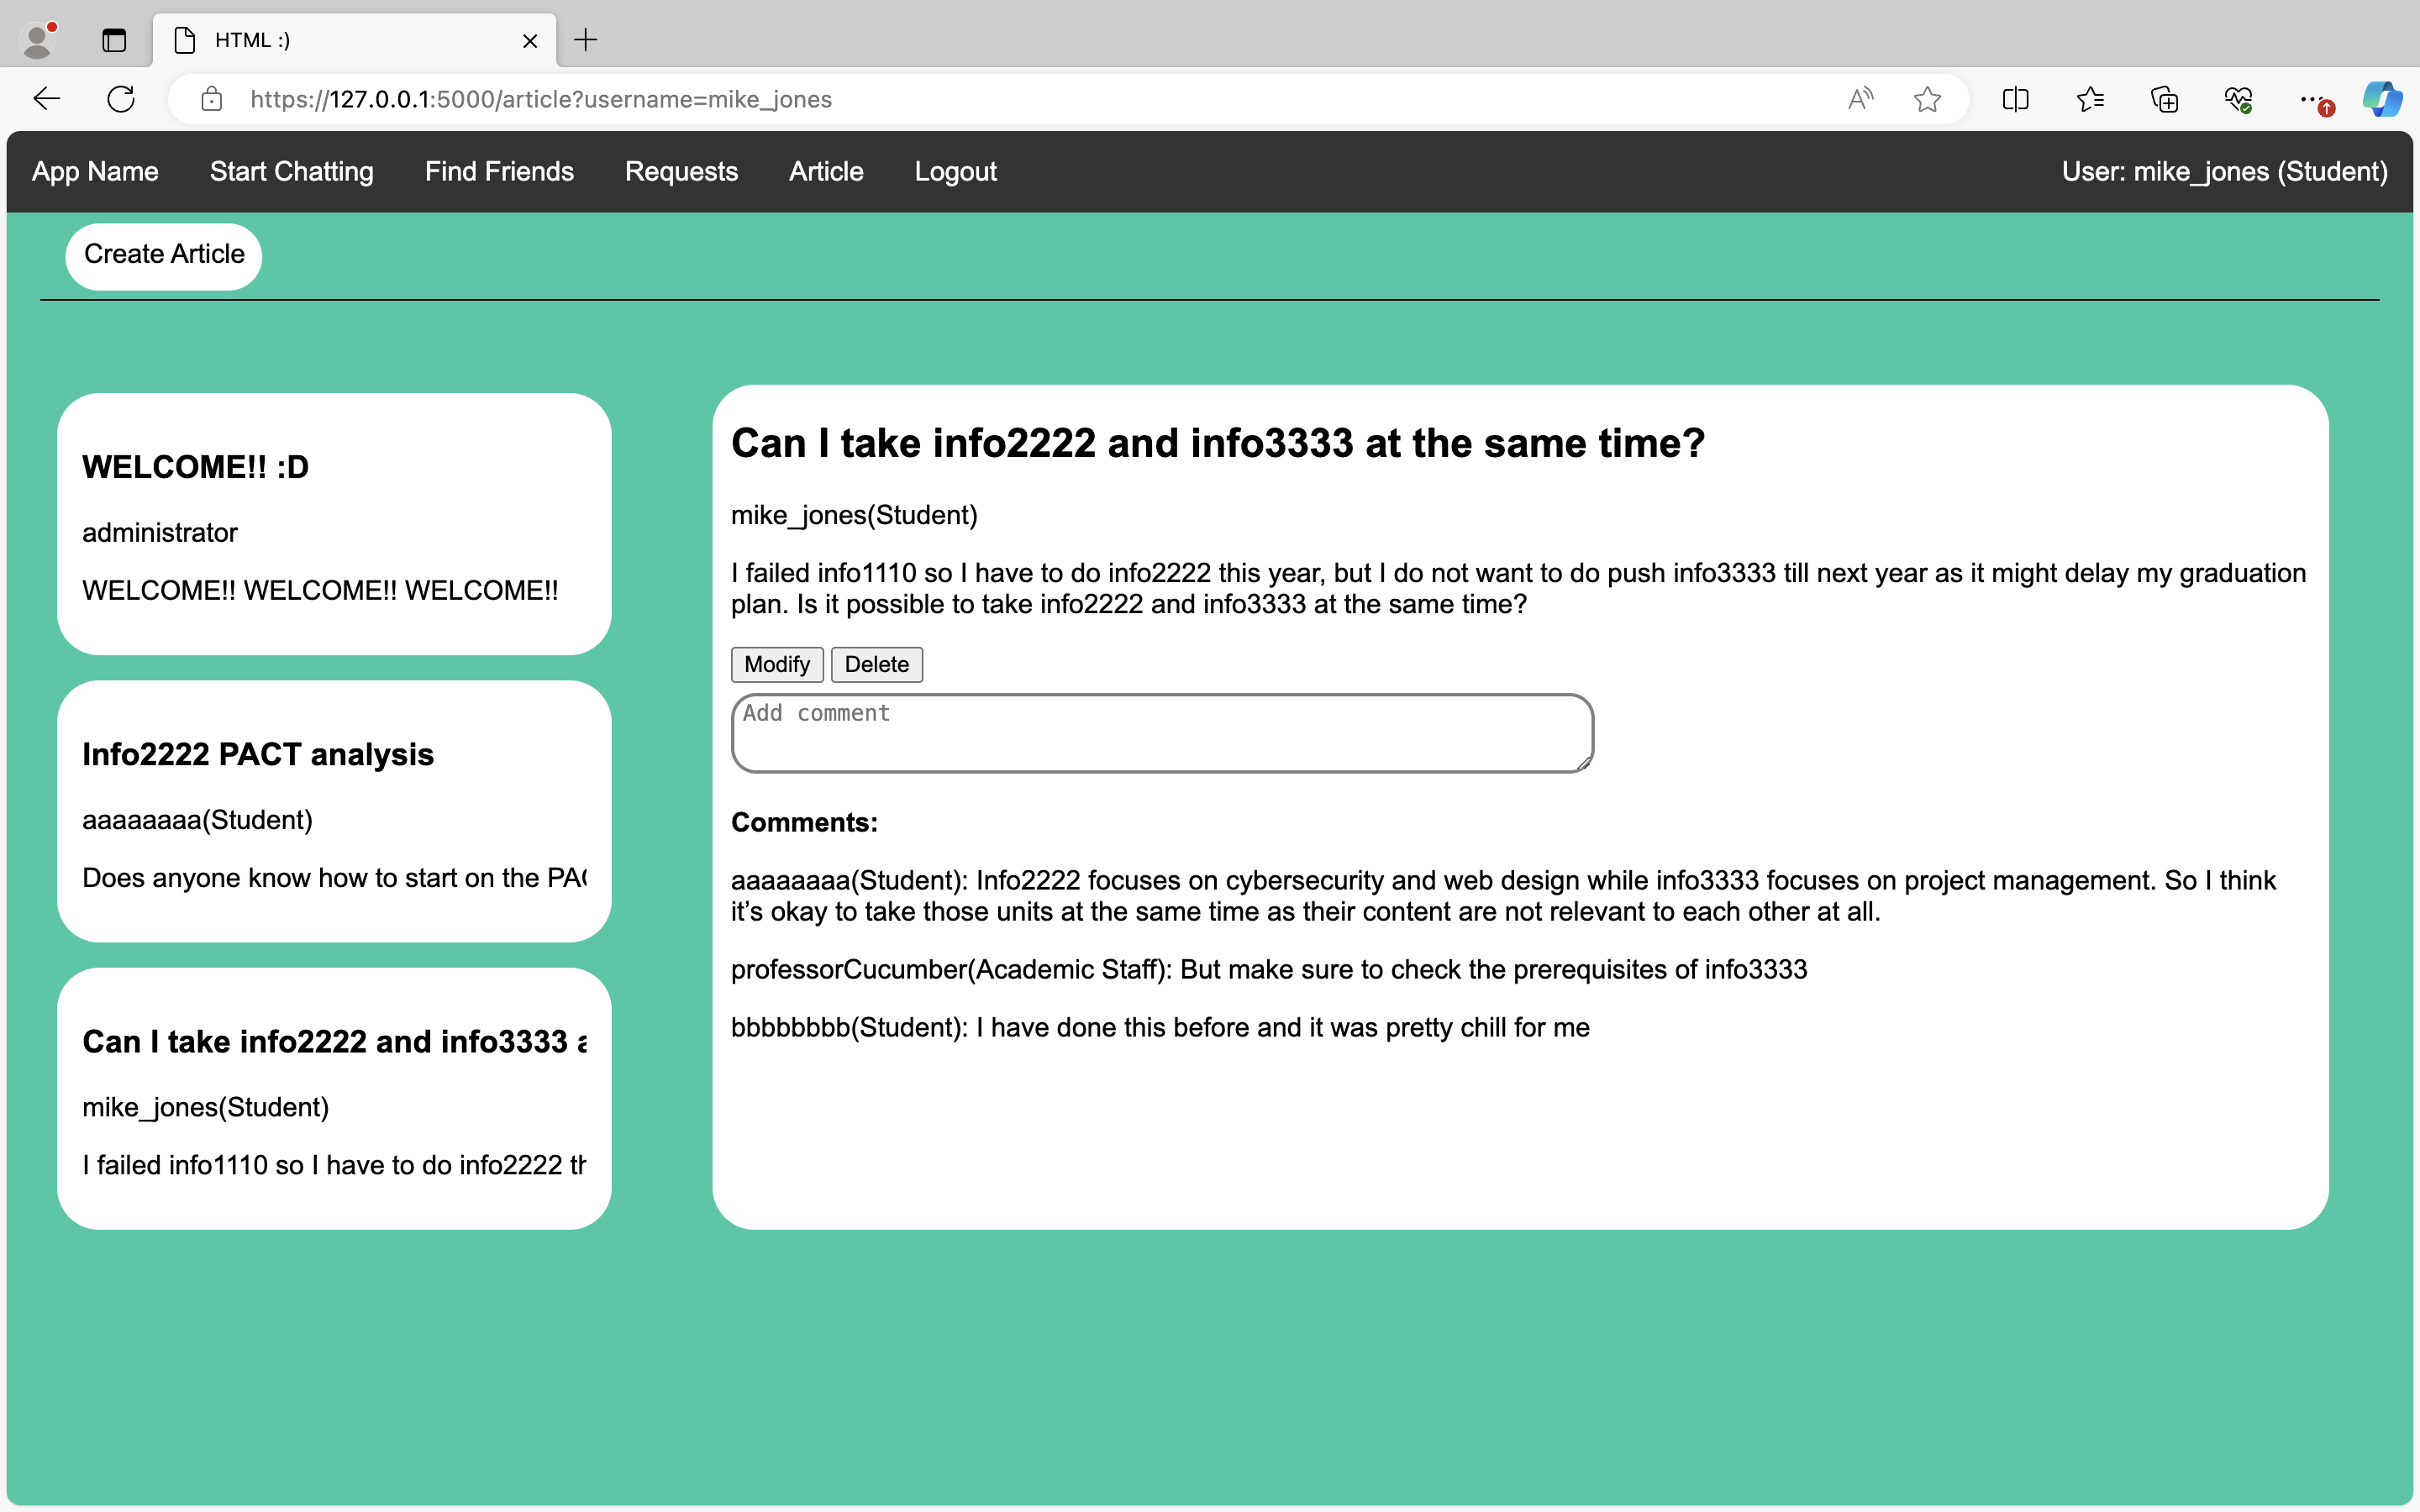 HTML :)
https://127.0.0.1:5000/article?username=mike_jones
App Name Start Chatting Find Friends Requests Article Logout User: mike_jones (Student)
Create Article
WELCOME!! :D
administrator
WELCOME!! WELCOME!! WELCOME!!
Info2222 PACT analysis
aaaaaaaa(Student)
Does anyone know how to start on the PAC
Can I take info2222 and info3333 a
mike_jones(Student)
I failed info1110 so I have to do info2222 th
Can I take info2222 and info3333 at the same time?
mike_jones(Student)
I failed info1110 so I have to do info2222 this year, but I do not want to do push info3333 till next year as it might delay my graduation
plan. Is it possible to take info2222 and info3333 at the same time?
Modify Delete
Add comment
Comments:
aaaaaaaa(Student): Info2222 focuses on cybersecurity and web design while info3333 focuses on project management. So I think
it’s okay to take those units at the same time as their content are not relevant to each other at all.
professorCucumber(Academic Staff): But make sure to check the prerequisites of info3333
bbbbbbbb(Student): I have done this before and it was pretty chill for me